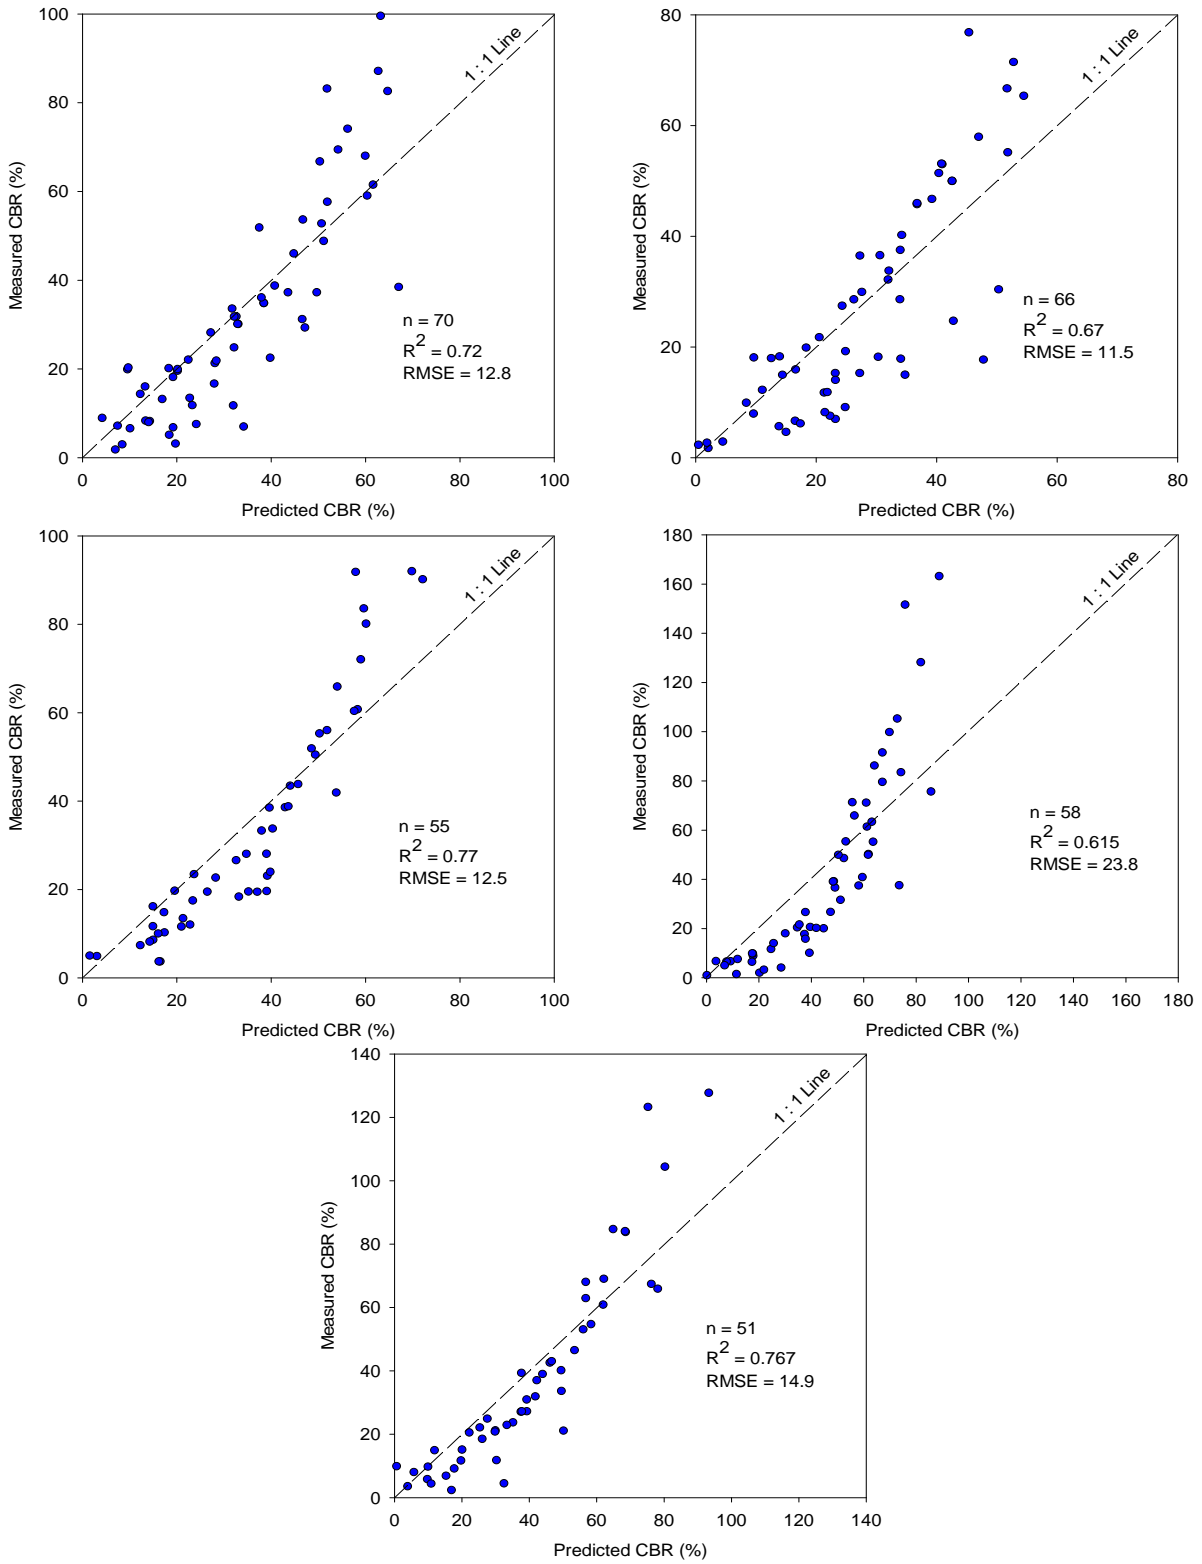 100
80
60
40
20
0
Measured CBR (%)
1 : 1 Line
n = 70
R2 = 0.72
RMSE = 12.8
0 20 40 60 80 100
Predicted CBR (%)
80
60
40
20
0
Measured CBR (%)
1 : 1 Line
n = 66
R2 = 0.67
RMSE = 11.5
0 20 40 60 80
Predicted CBR (%)
100
80
60
40
20
0
Measured CBR (%)
1 : 1 Line
n = 55
R2 = 0.77
RMSE = 12.5
0 20 40 60 80 100
Predicted CBR (%)
180
160
140
120
100
80
60
40
20
0
Measured CBR (%)
1 : 1 Line
n = 58
R2 = 0.615
RMSE = 23.8
0 20 40 60 80 100 120 140 160 180
Predicted CBR (%)
140
120
100
80
60
40
20
0
Measured CBR (%)
1 : 1 Line
n = 51
R2 = 0.767
RMSE = 14.9
0 20 40 60 80 100 120 140
Predicted CBR (%)